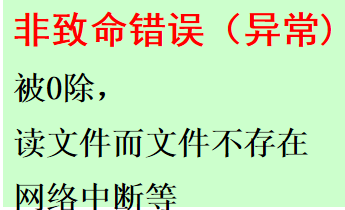 非致命错误（异常）
被0除，
读文件而文件不存在
网络中断等